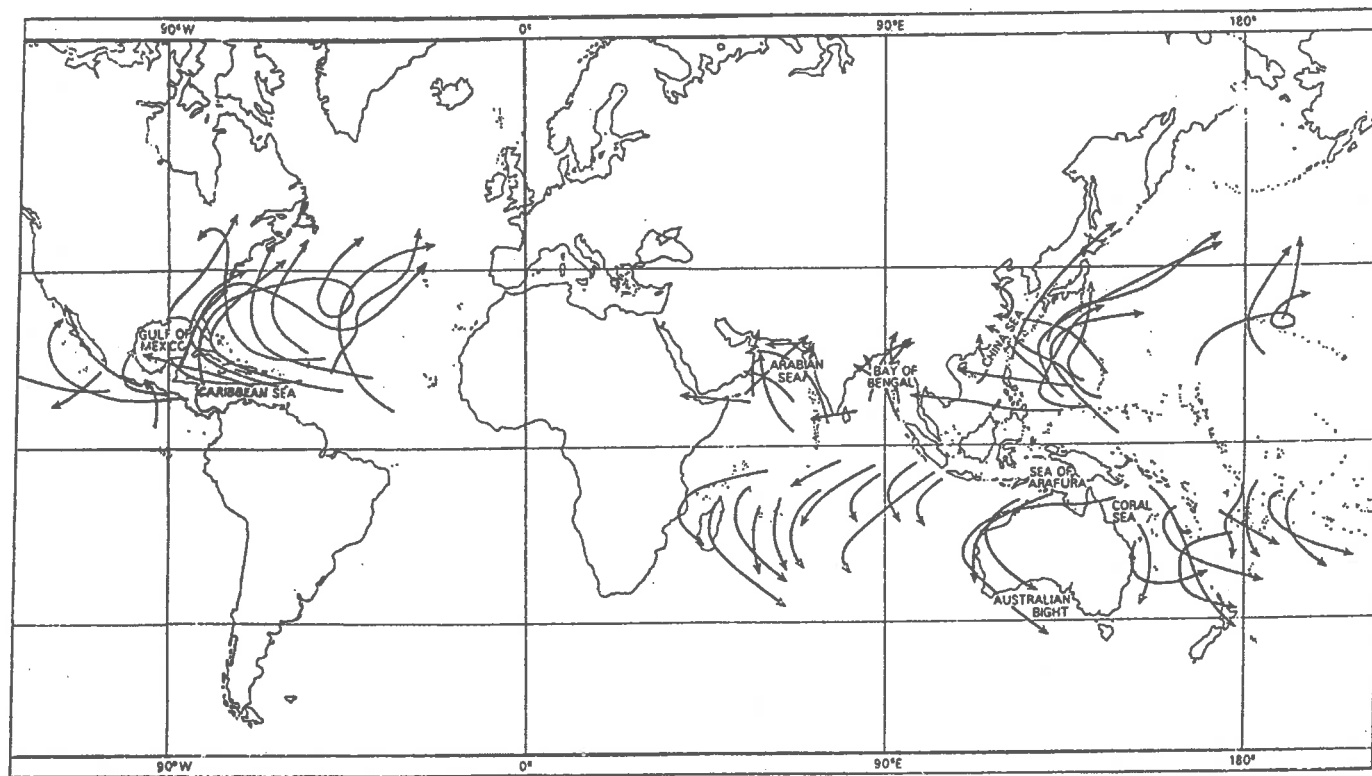 90°W 0° 90°E 180°
GULF OF
MEXICO
CARIBBEAN SEA
ARABIAN
SEA
BAY OF
BENGAL
CHINA SEA
SEA OF
ARAFURA
CORAL
SEA
AUSTRALIAN
BIGHT
90°W 0° 90°E 180°